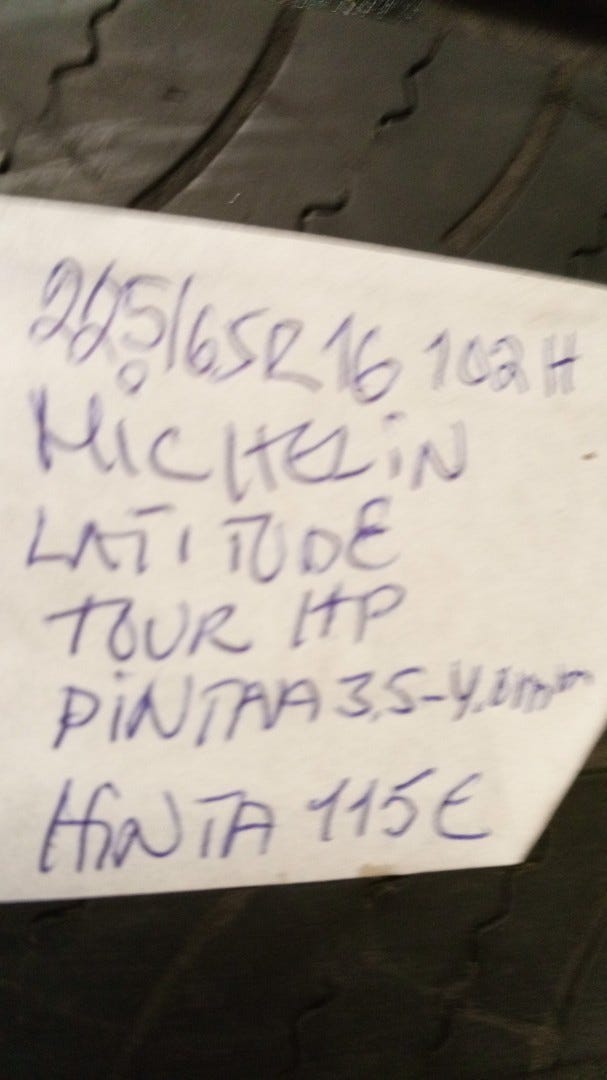 225/65R16 102H
MICHELIN
LATITUDE
TOUR HP
PINTAA 3,5-4,0mm
HINTA 115€